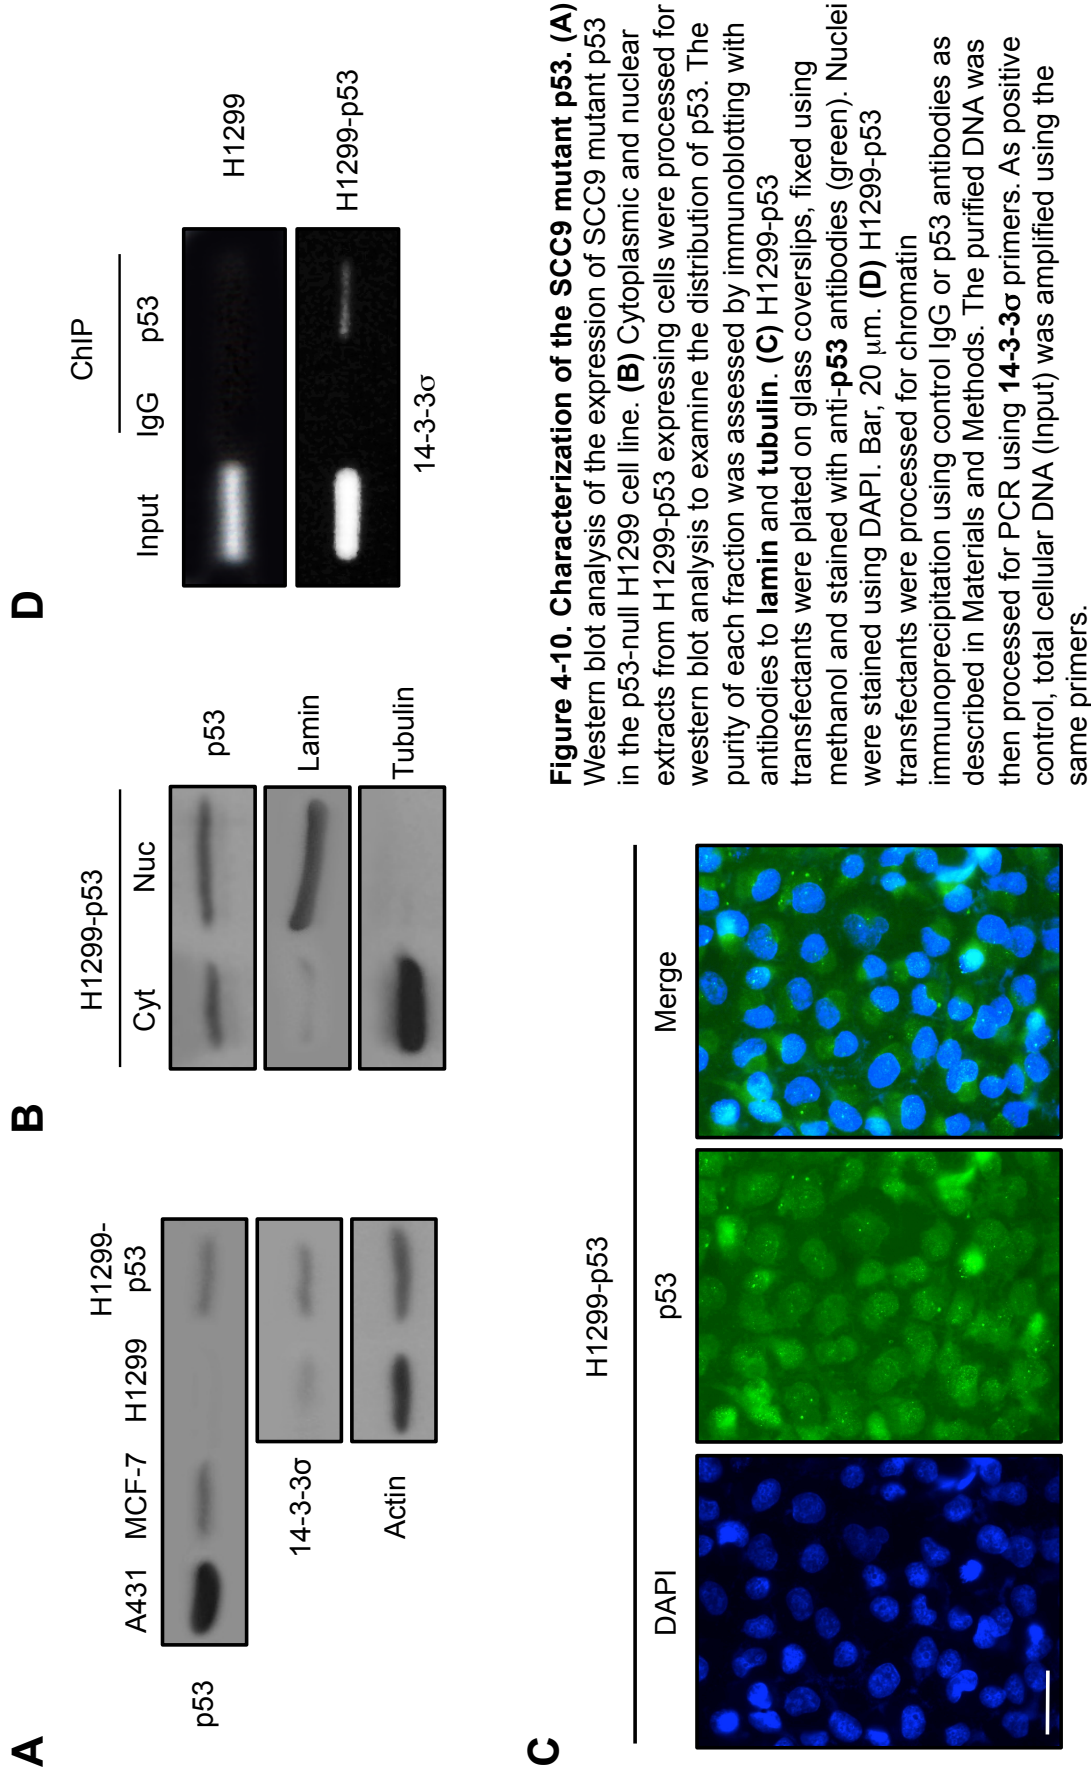 A
A431 MCF-7 H1299 H1299-
p53
p53
14-3-3σ
Actin
B
H1299-p53
Cyt Nuc
p53
Lamin
Tubulin
D
ChIP
Input IgG p53
H1299
H1299-p53
14-3-3σ
C
H1299-p53
DAPI p53 Merge
Figure 4-10. Characterization of the SCC9 mutant p53. (A)
Western blot analysis of the expression of SCC9 mutant p53
in the p53-null H1299 cell line. (B) Cytoplasmic and nuclear
extracts from H1299-p53 expressing cells were processed for
western blot analysis to examine the distribution of p53. The
purity of each fraction was assessed by immunoblotting with
antibodies to lamin and tubulin. (C) H1299-p53
transfectants were plated on glass coverslips, fixed using
methanol and stained with anti-p53 antibodies (green). Nuclei
were stained using DAPI. Bar, 20 μm. (D) H1299-p53
transfectants were processed for chromatin
immunoprecipitation using control IgG or p53 antibodies as
described in Materials and Methods. The purified DNA was
then processed for PCR using 14-3-3σ primers. As positive
control, total cellular DNA (Input) was amplified using the
same primers.